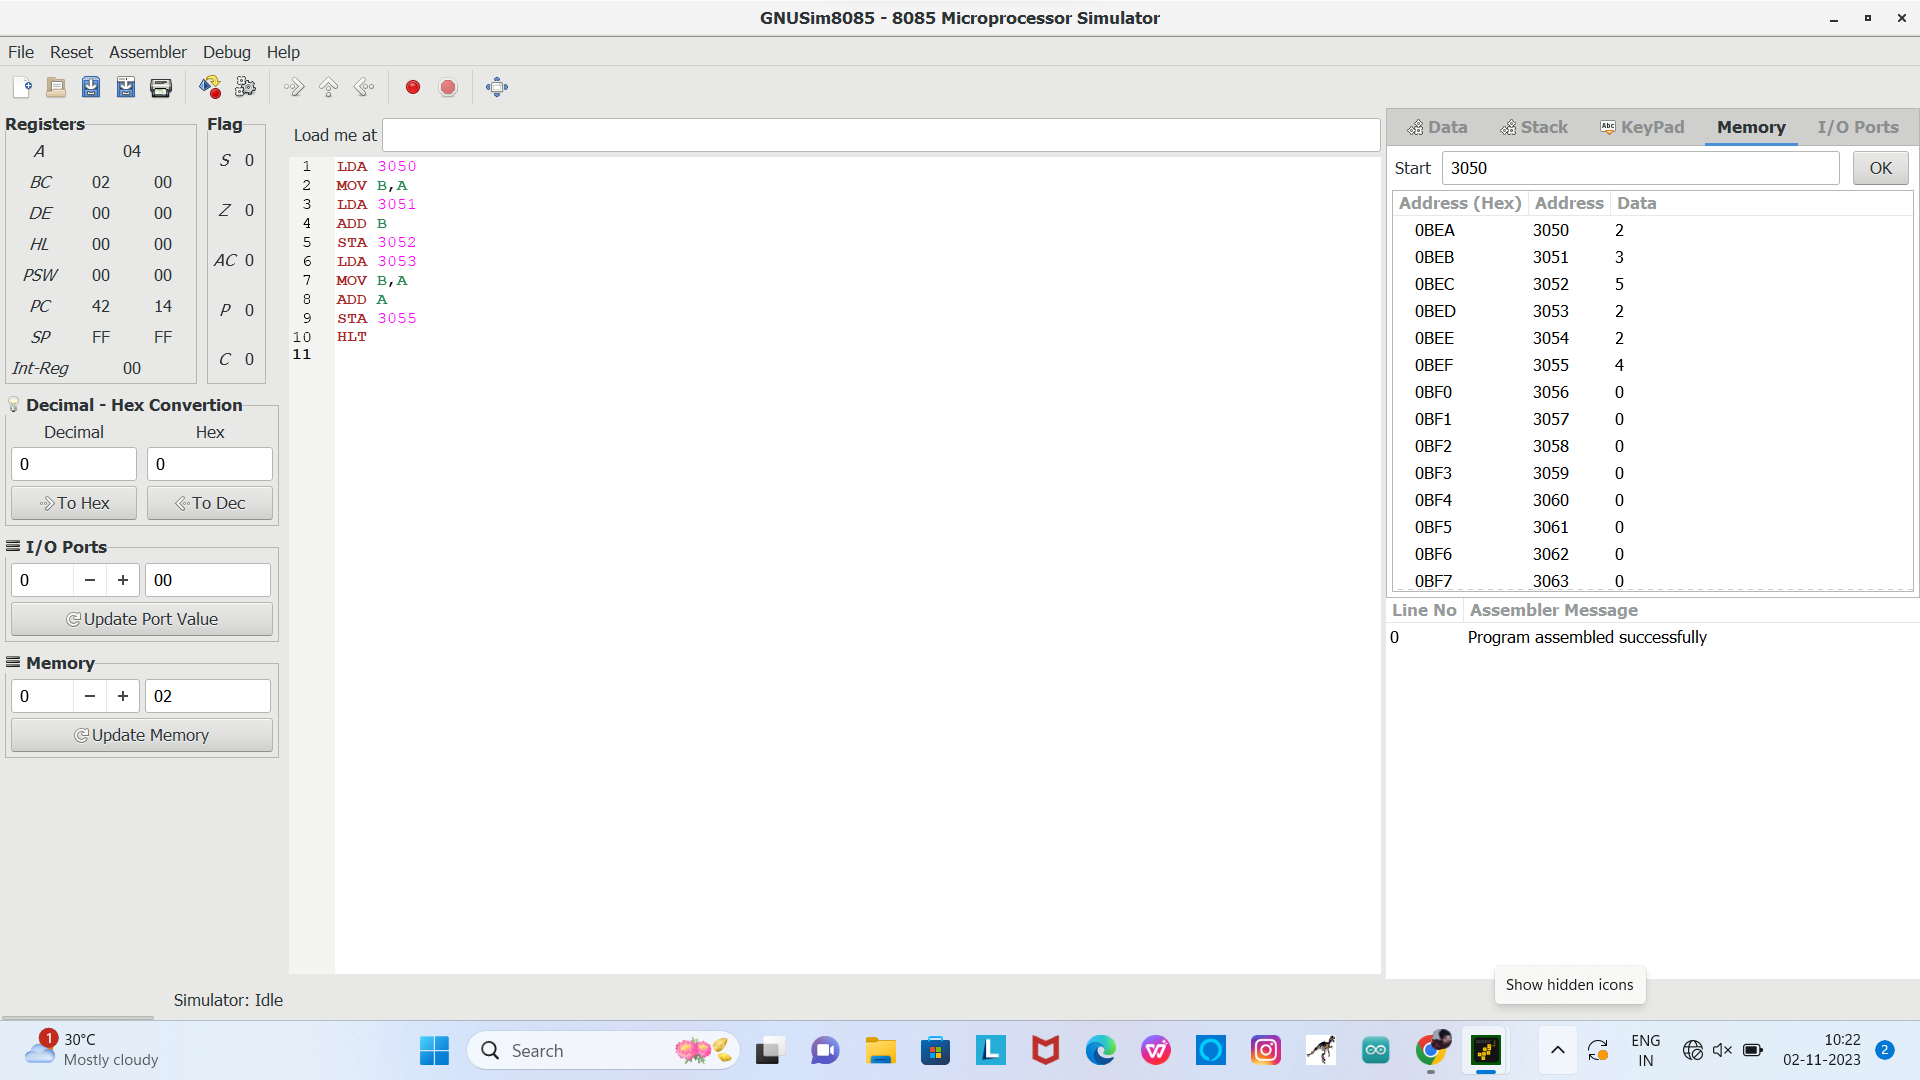 GNUSim8085 - 8085 Microprocessor Simulator
File Reset Assembler Debug Help
Registers
A 04
BC 02 00
DE 00 00
HL 00 00
PSW 00 00
PC 42 14
SP FF FF
Int-Reg 00
Flag
S 0
Z 0
AC 0
P 0
C 0
Decimal - Hex Convertion
Decimal Hex
0 0
To Hex To Dec
I/O Ports
0 − + 00
Update Port Value
Memory
0 − + 02
Update Memory
Load me at
1 LDA 3050
2 MOV B,A
3 LDA 3051
4 ADD B
5 STA 3052
6 LDA 3053
7 MOV B,A
8 ADD A
9 STA 3055
10 HLT
11
Data Stack Abc KeyPad Memory I/O Ports
Start 3050 OK
Address (Hex) Address Data
0BEA 3050 2
0BEB 3051 3
0BEC 3052 5
0BED 3053 2
0BEE 3054 2
0BEF 3055 4
0BF0 3056 0
0BF1 3057 0
0BF2 3058 0
0BF3 3059 0
0BF4 3060 0
0BF5 3061 0
0BF6 3062 0
0BF7 3063 0
Line No Assembler Message
0 Program assembled successfully
Show hidden icons
Simulator: Idle
1 30°C
Mostly cloudy
Search
L
W
ENG
IN
10:22
02-11-2023
2